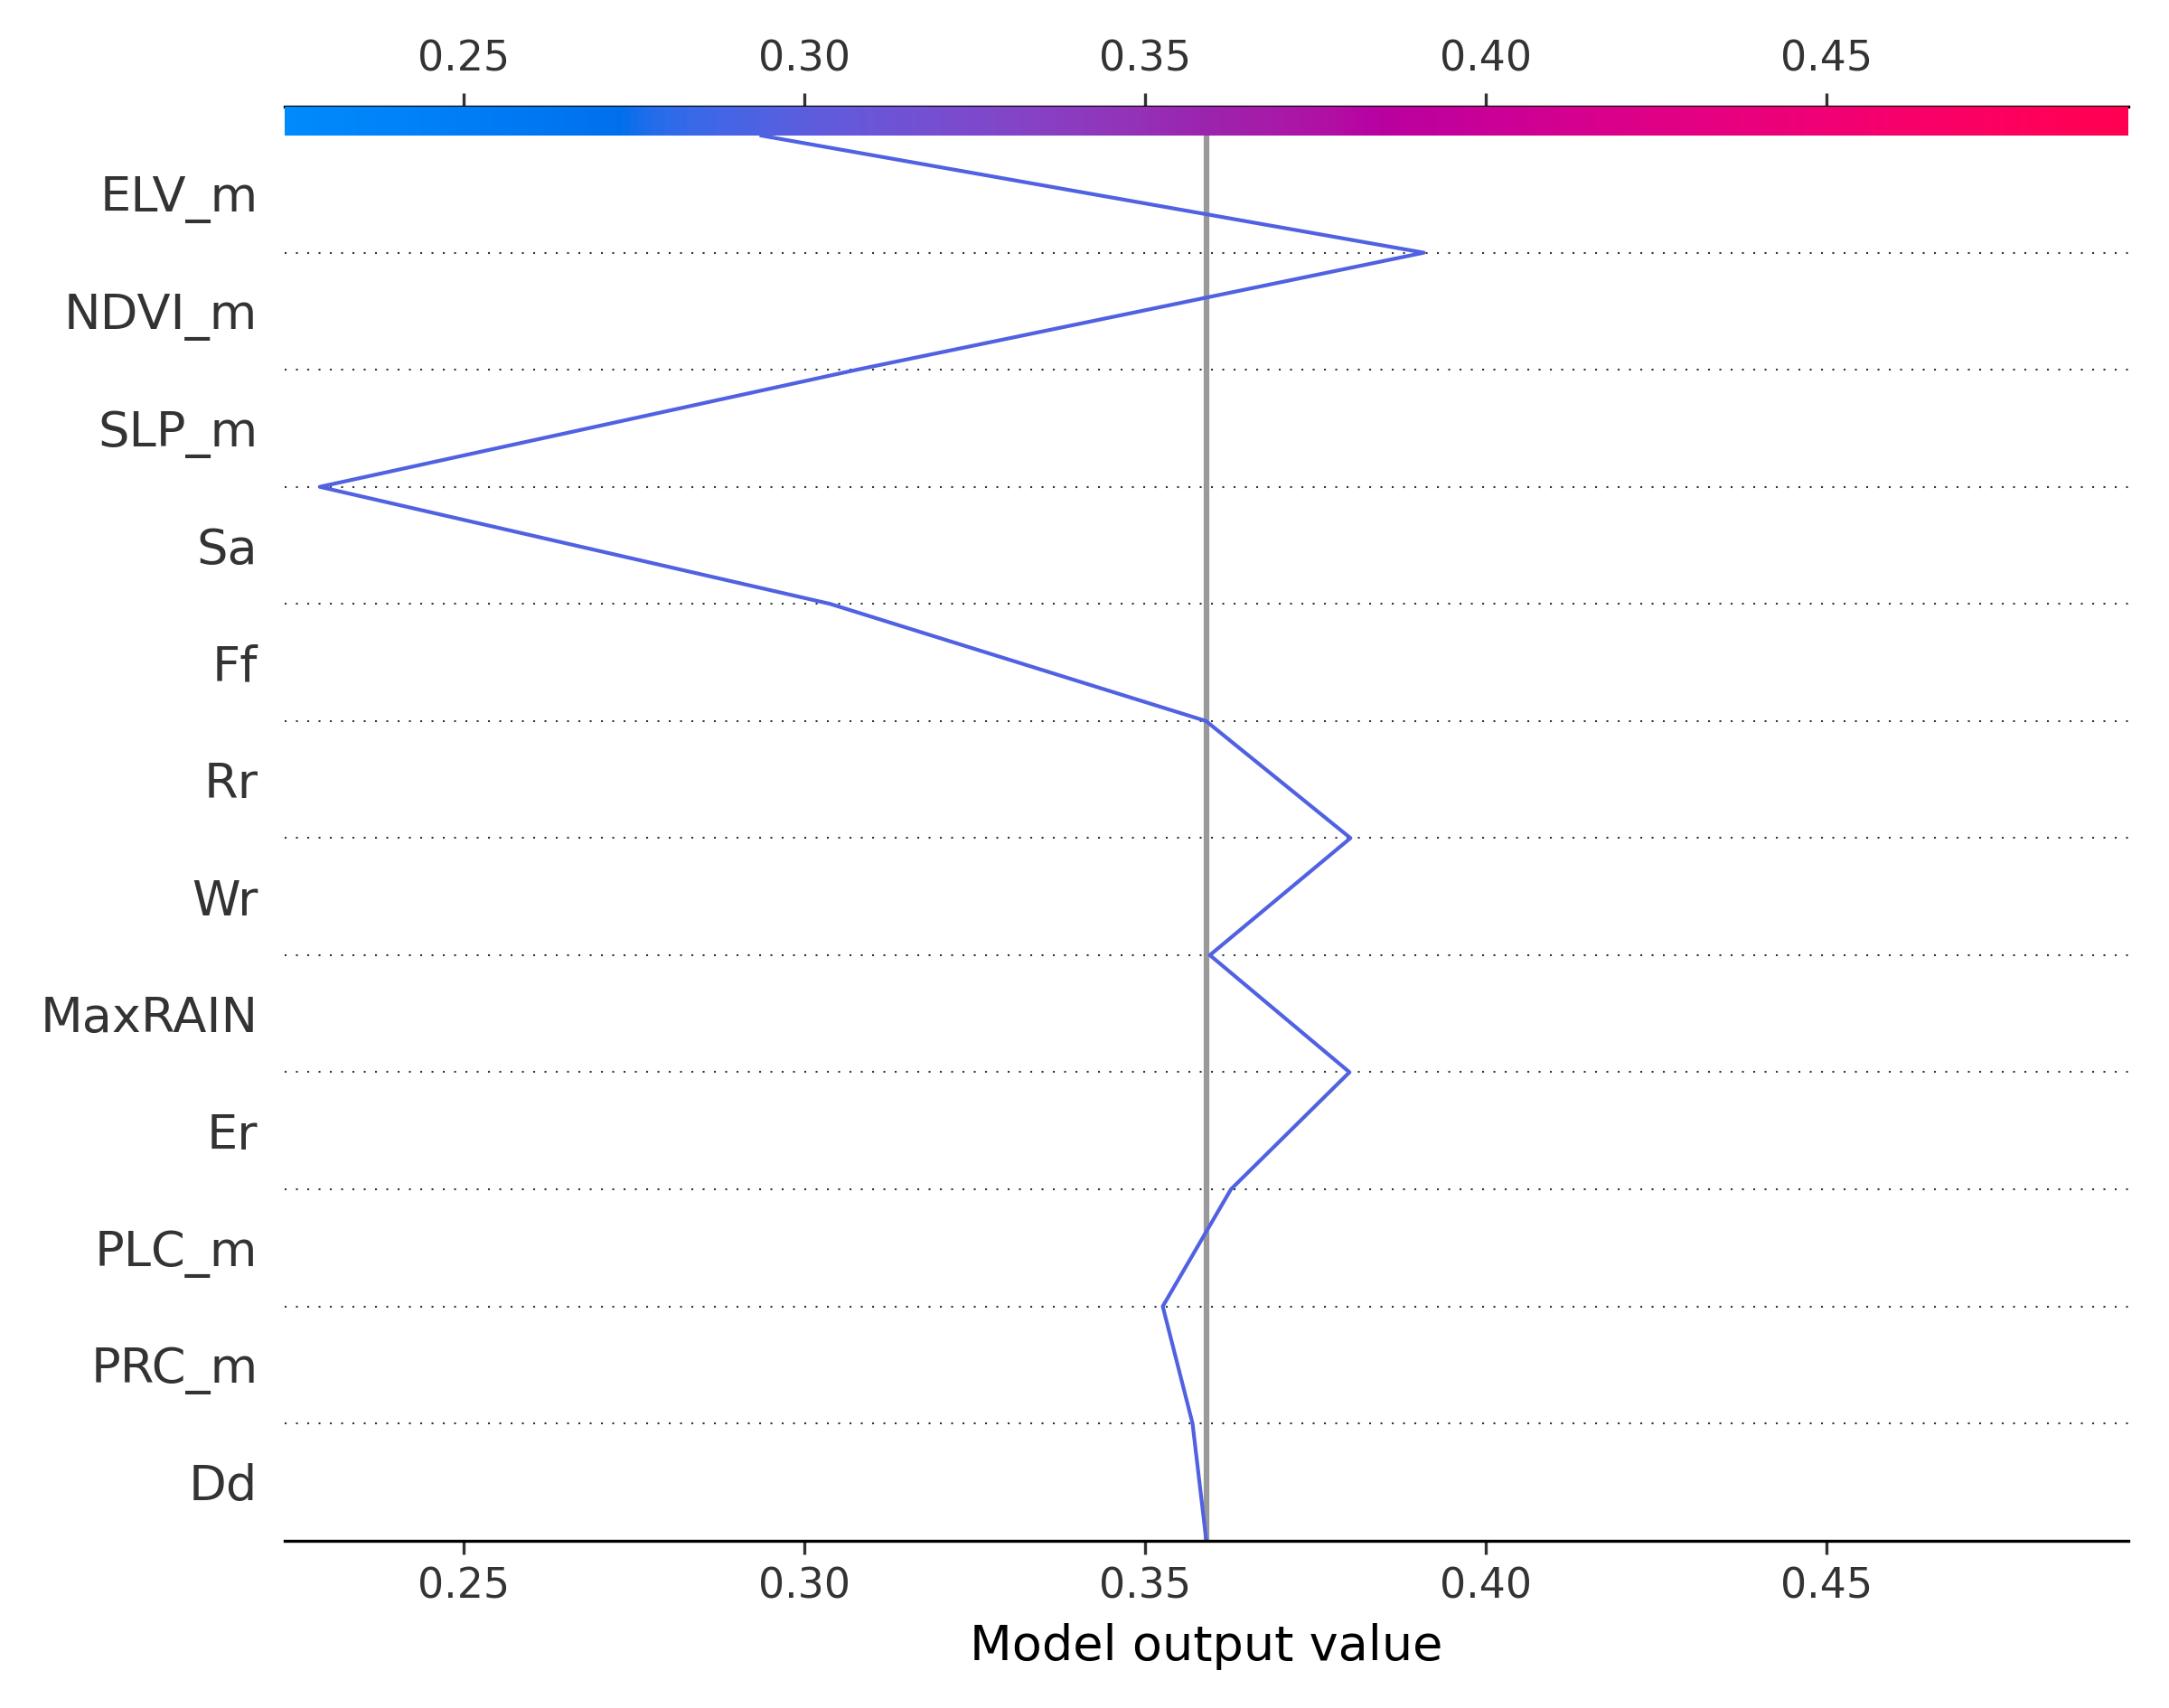 0.25 0.30 0.35 0.40 0.45
ELV_m
NDVI_m
SLP_m
Sa
Ff
Rr
Wr
MaxRAIN
Er
PLC_m
PRC_m
Dd
0.25 0.30 0.35 0.40 0.45
Model output value